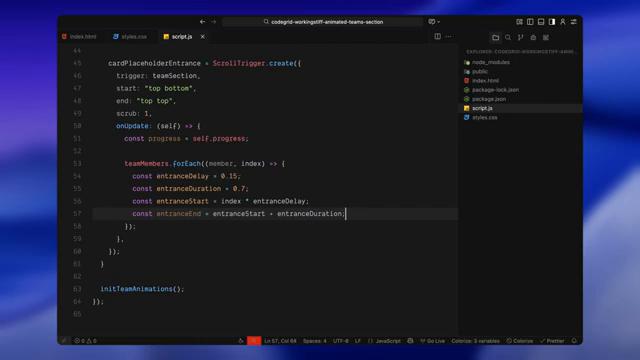 codegrid-workingstiff-animated-teams-section
index.html
styles.css
script.js
EXPLORER: CODEGRID-WORKINGSTIFF-ANIM...
44
45 cardPlaceholderEntrance = ScrollTrigger.create({
46 trigger: teamSection,
47 start: "top bottom",
48 end: "top top",
49 scrub: 1,
50 onUpdate: (self) => {
51 const progress = self.progress;
52
53 teamMembers.forEach((member, index) => {
54 const entranceDelay = 0.15;
55 const entranceDuration = 0.7;
56 const entranceStart = index * entranceDelay;
57 const entranceEnd = entranceStart + entranceDuration;
58 });
59 },
60 });
61 }
62
63 initTeamAnimations();
64 });
65
node_modules
public
index.html
package-lock.json
package.json
script.js
styles.css
0 0
Ln 57, Col 68
Spaces: 4
UTF-8
LF
{} JavaScript
Go Live
Colorize: 3 variables
Colorize
Prettier